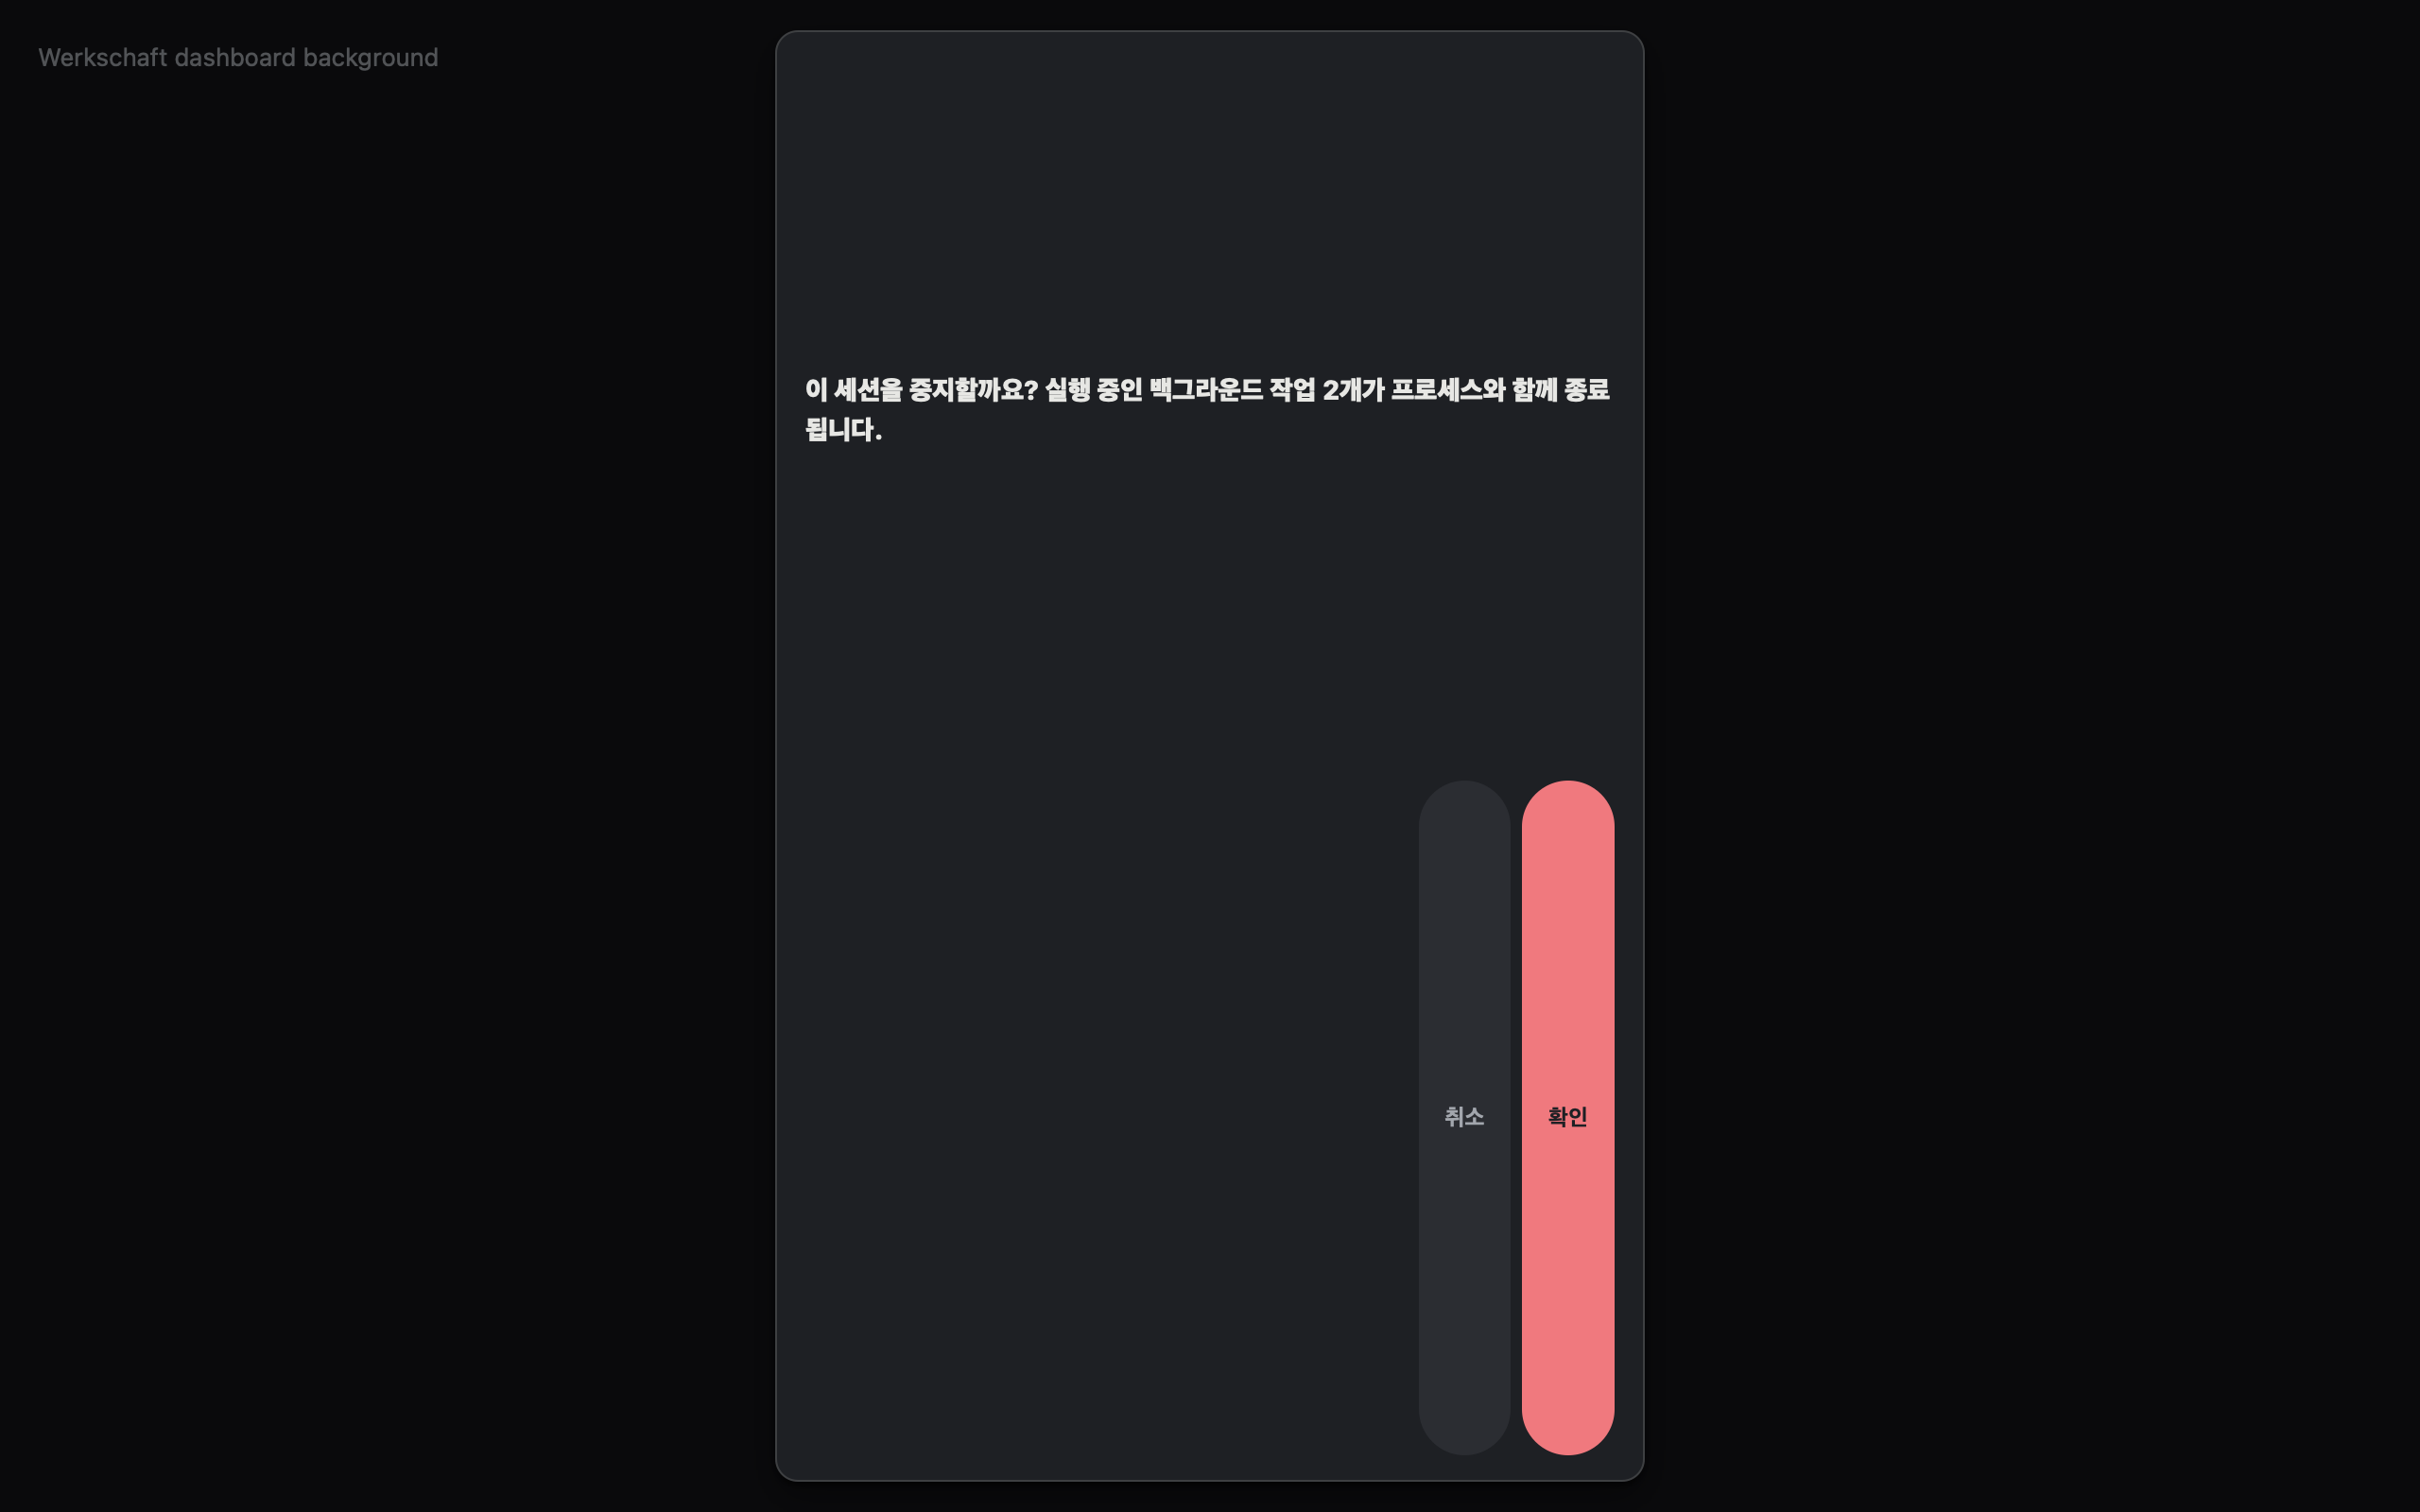 Werkschaft dashboard background
이 세션을 중지할까요? 실행 중인 백그라운드 작업 2개가 프로세스와 함께 종료
됩니다.
취소
확인